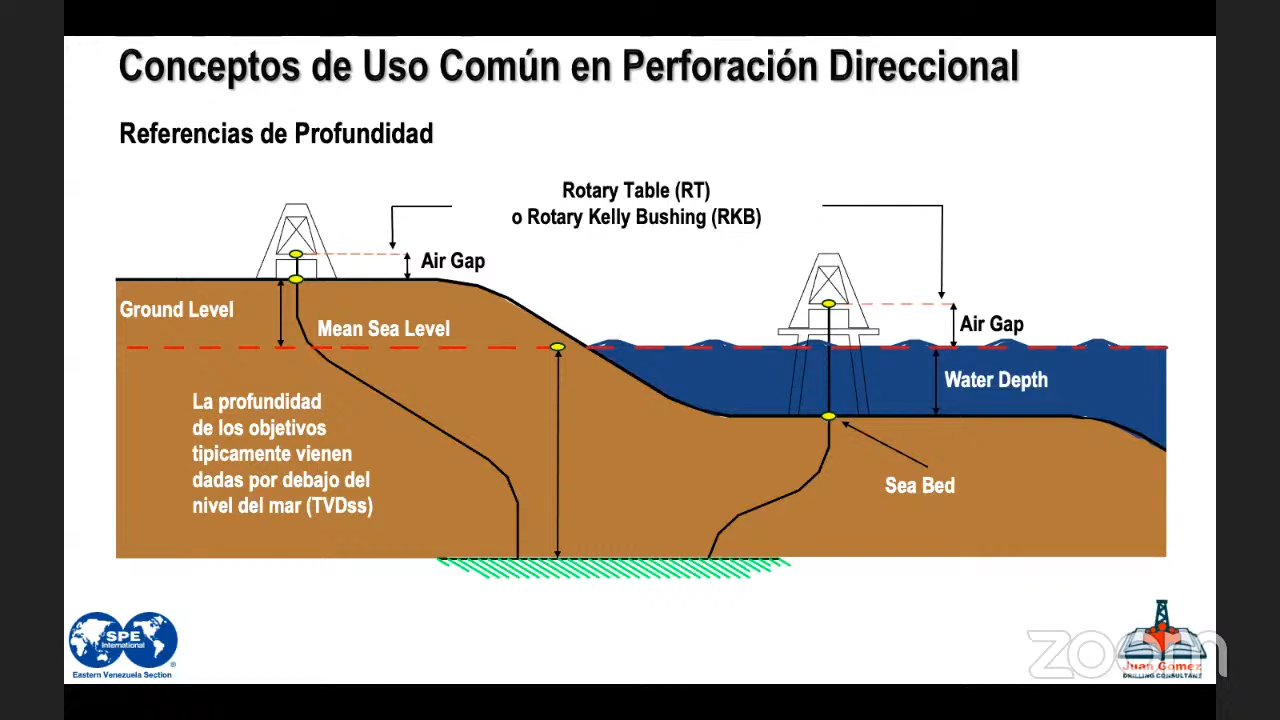 Conceptos de Uso Común en Perforación Direccional
Referencias de Profundidad
Rotary Table (RT)
o Rotary Kelly Bushing (RKB)
Air Gap
Ground Level
Mean Sea Level
Air Gap
Water Depth
La profundidad
de los objetivos
tipicamente vienen
dadas por debajo del
nivel del mar (TVDss)
Sea Bed
SPE
International
Eastern Venezuela Section
zoom
Juan Gómez
DRILLING CONSULTANT